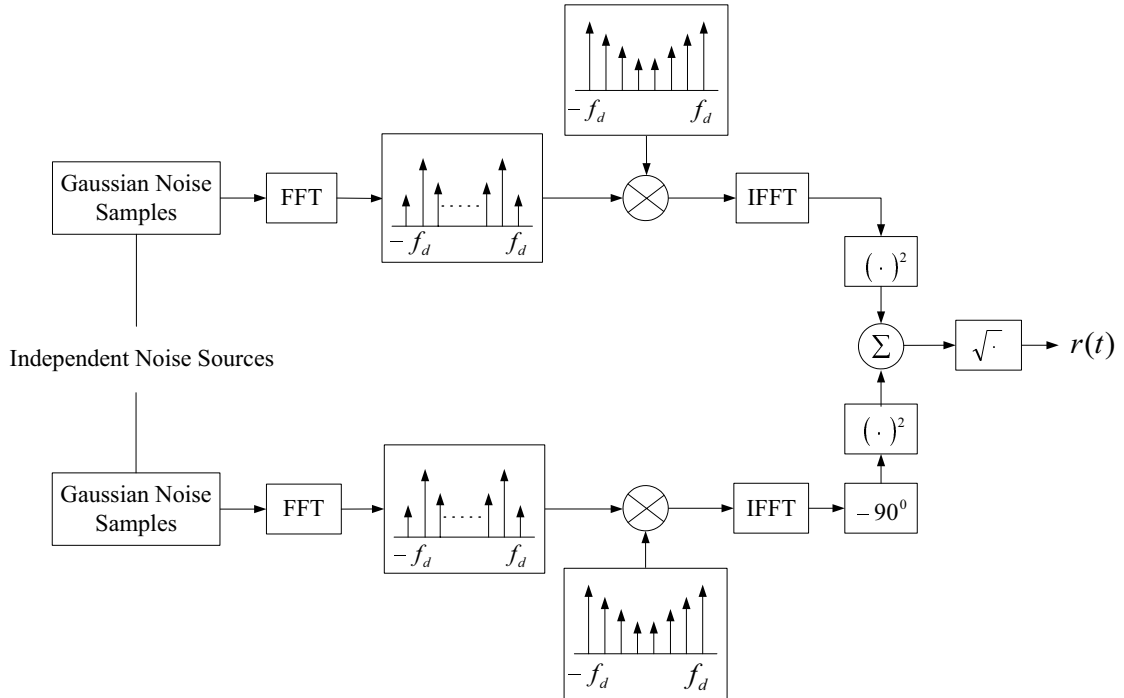 − f_d f_d
Gaussian Noise
Samples
FFT
.....
− f_d f_d
IFFT
( · )²
Independent Noise Sources
Σ
√·
r(t)
( · )²
Gaussian Noise
Samples
FFT
.....
− f_d f_d
IFFT
− 90⁰
− f_d f_d